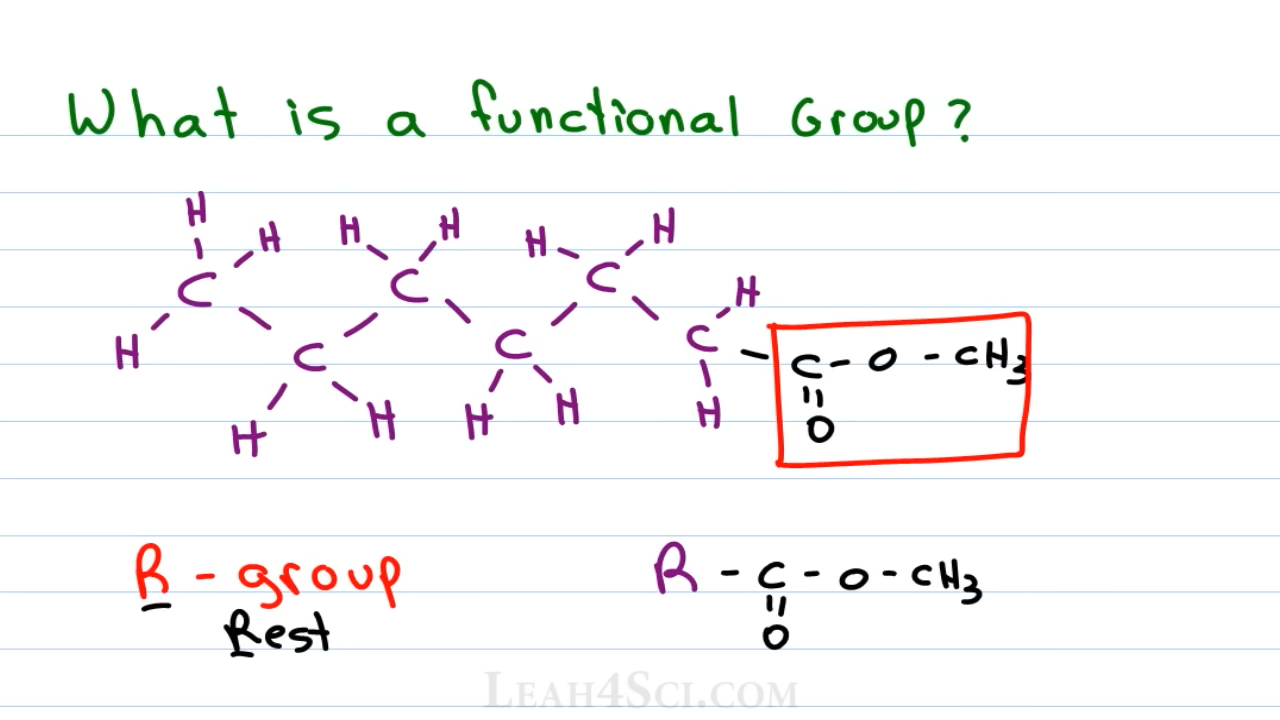 What is a functional Group?
H
H H H H H
C C C H
H C C C - C - O - CH3
H H H H H O
R - group R - C - O - CH3
Rest O
LEAH4SCI.COM